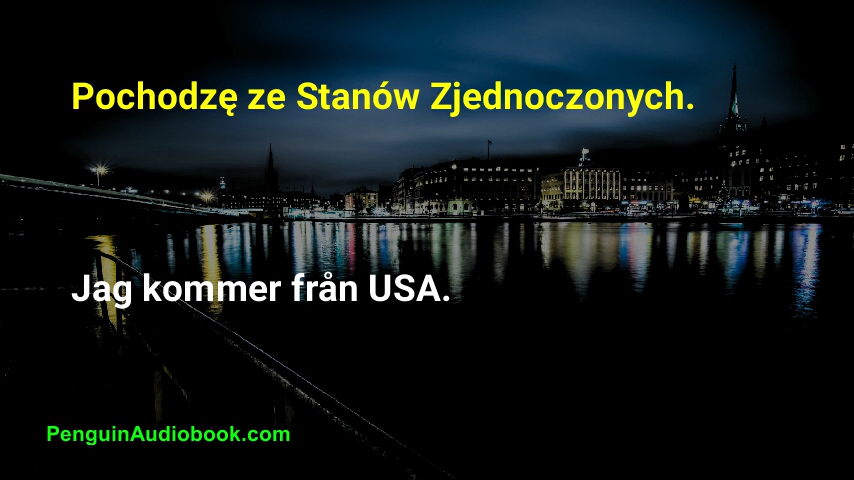 Pochodzę ze Stanów Zjednoczonych.
Jag kommer från USA.
PenguinAudiobook.com